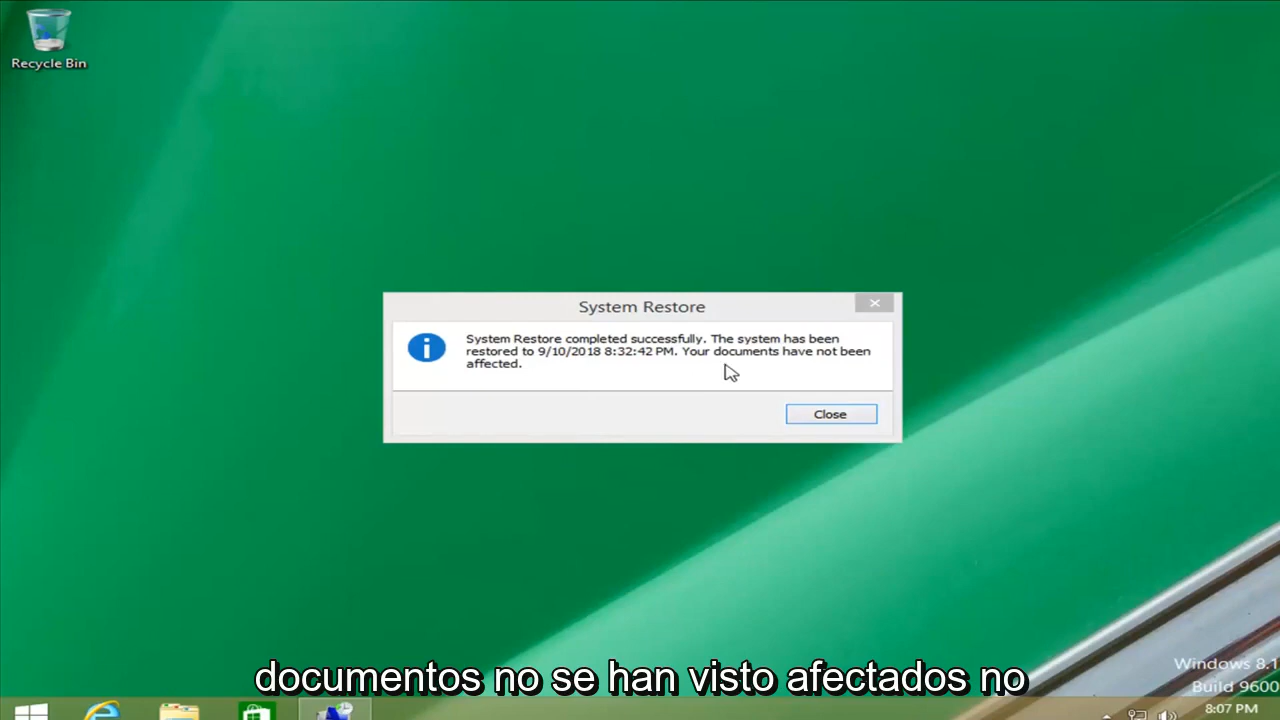 Recycle Bin
System Restore
System Restore completed successfully. The system has been
restored to 9/10/2018 8:32:42 PM. Your documents have not been
affected.
Close
documentos no se han visto afectados no
Windows 8.1
Build 9600
8:07 PM